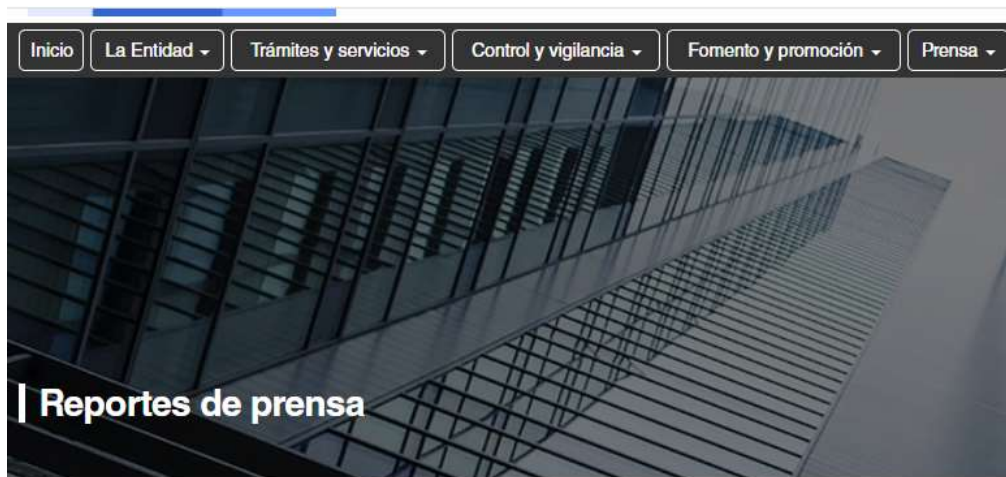 Inicio La Entidad Trámites y servicios Control y vigilancia Fomento y promoción Prensa
Reportes de prensa